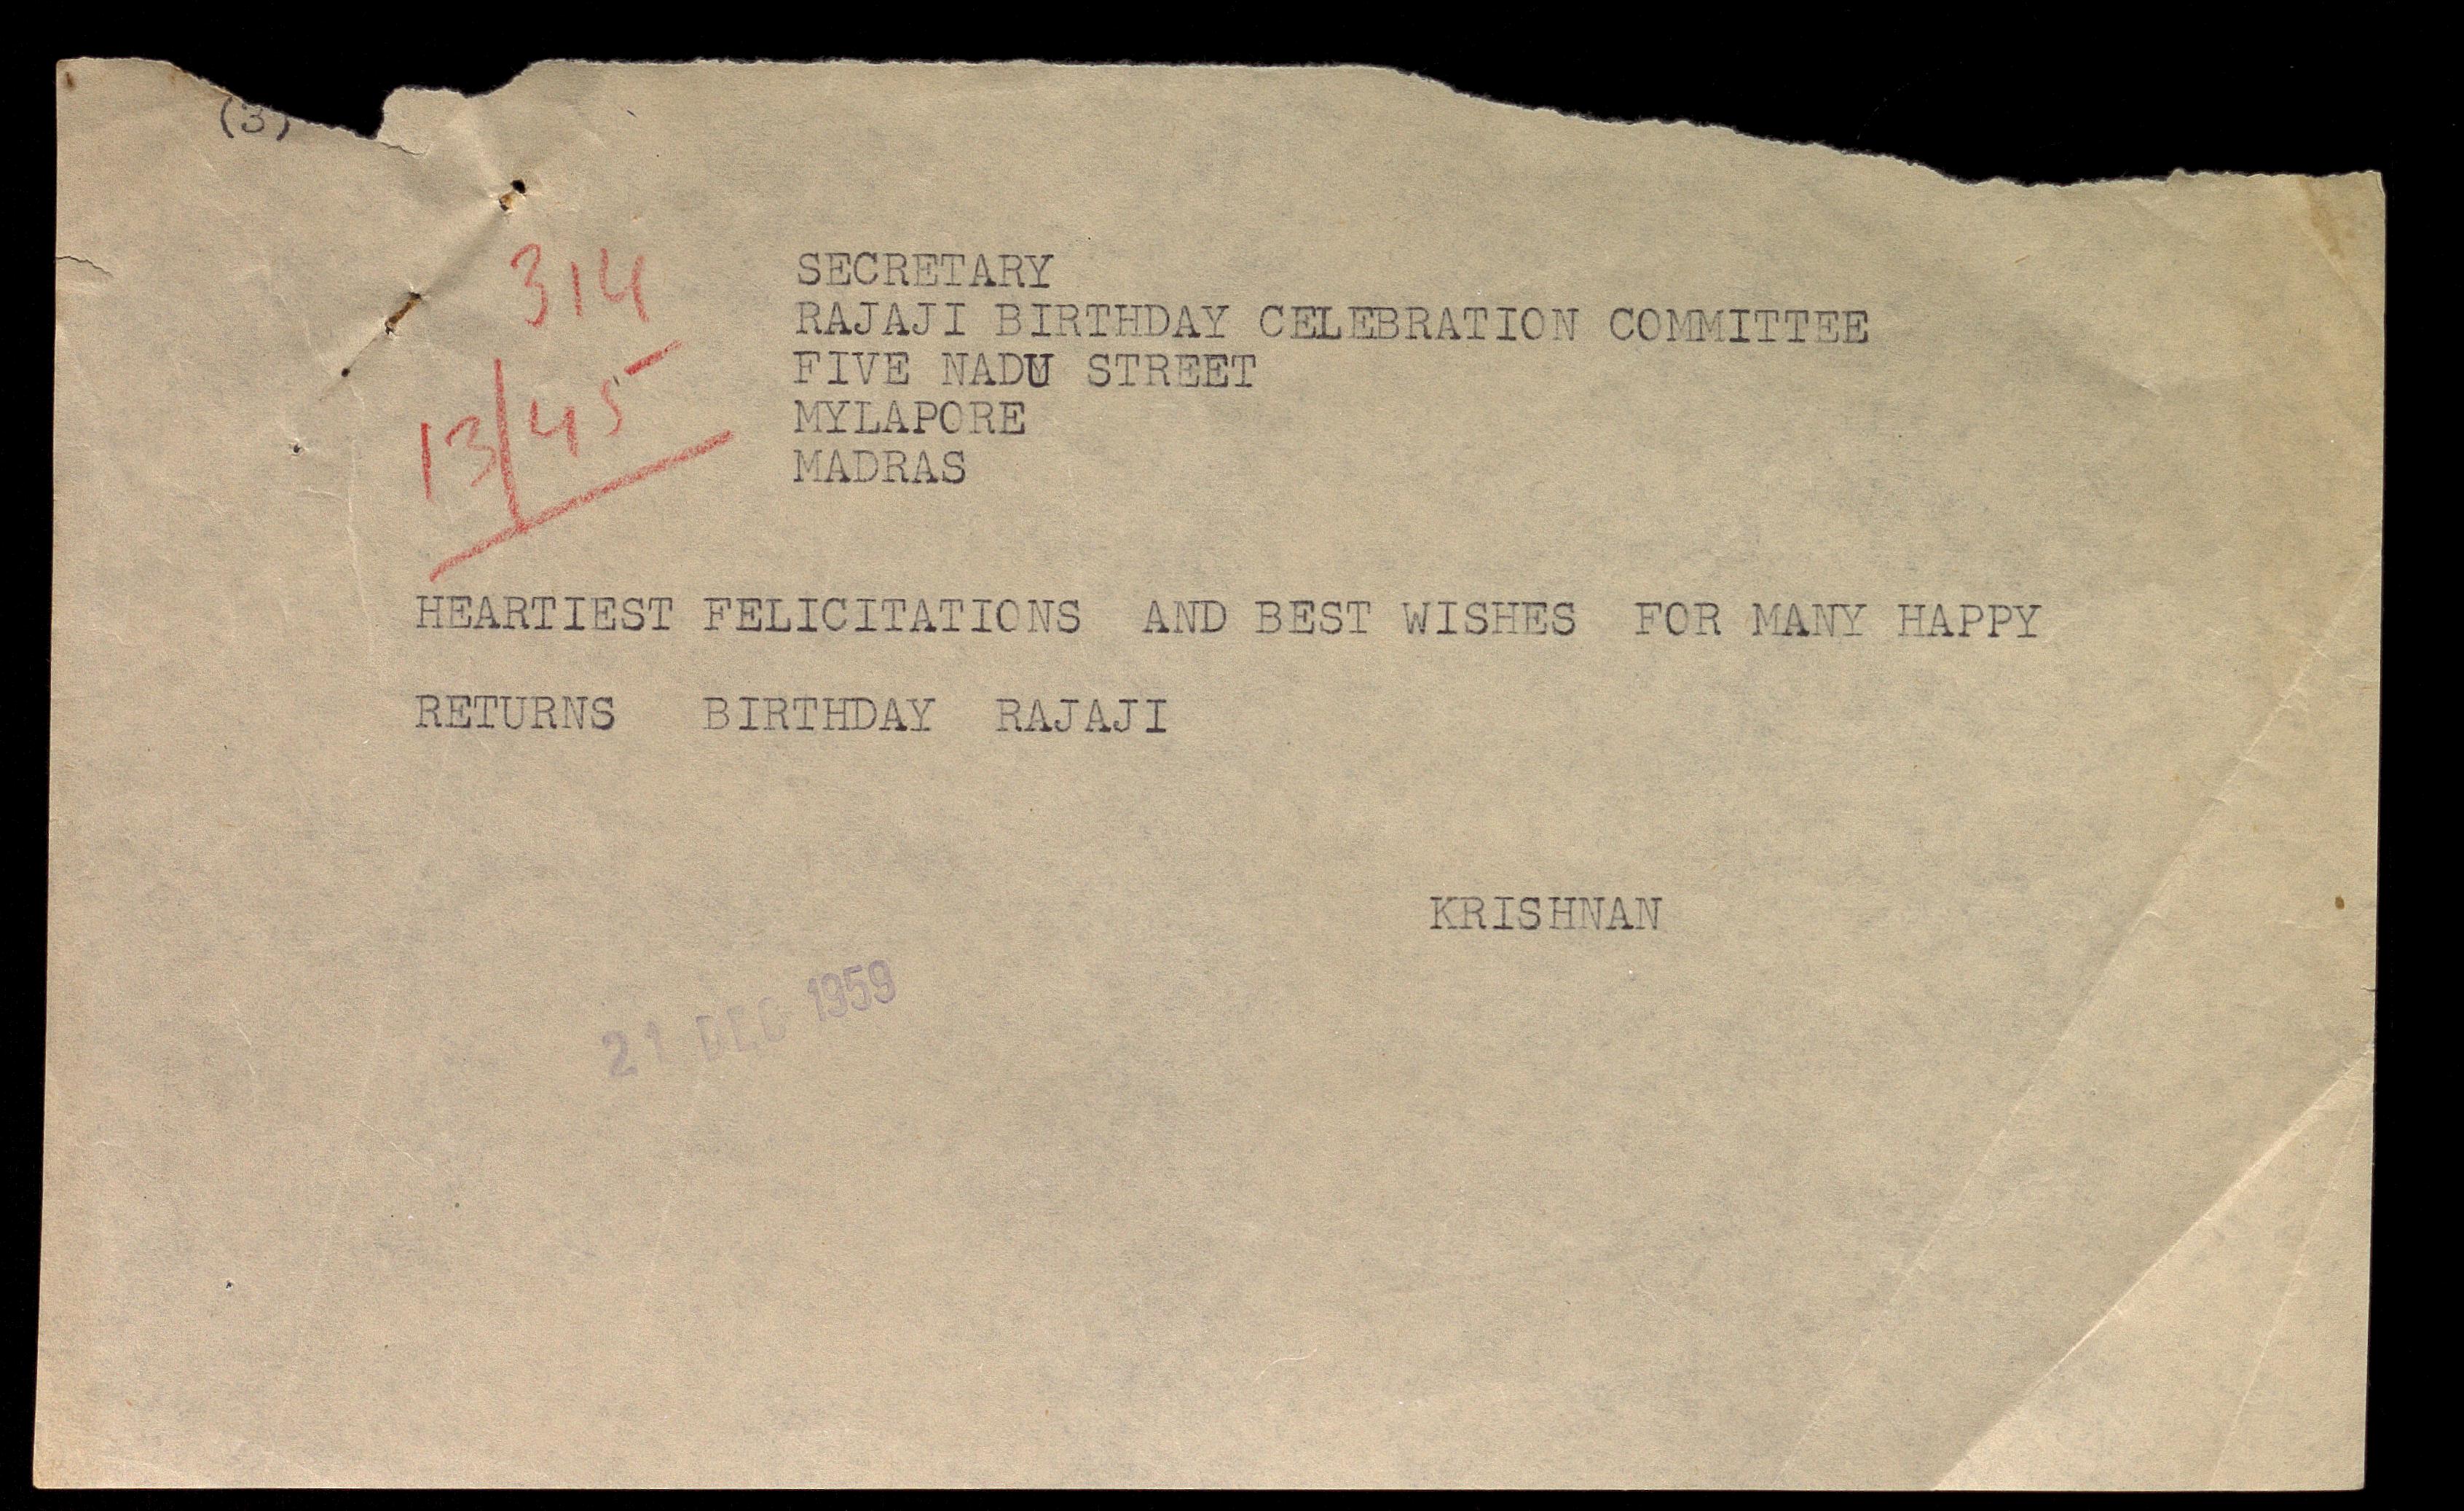 (3)
314
13/45
SECRETARY
RAJAJI BIRTHDAY CELEBRATION COMMITTEE
FIVE NADU STREET
MYLAPORE
MADRAS
HEARTIEST FELICITATIONS AND BEST WISHES FOR MANY HAPPY
RETURNS BIRTHDAY RAJAJI
KRISHNAN
21 DEC 1959